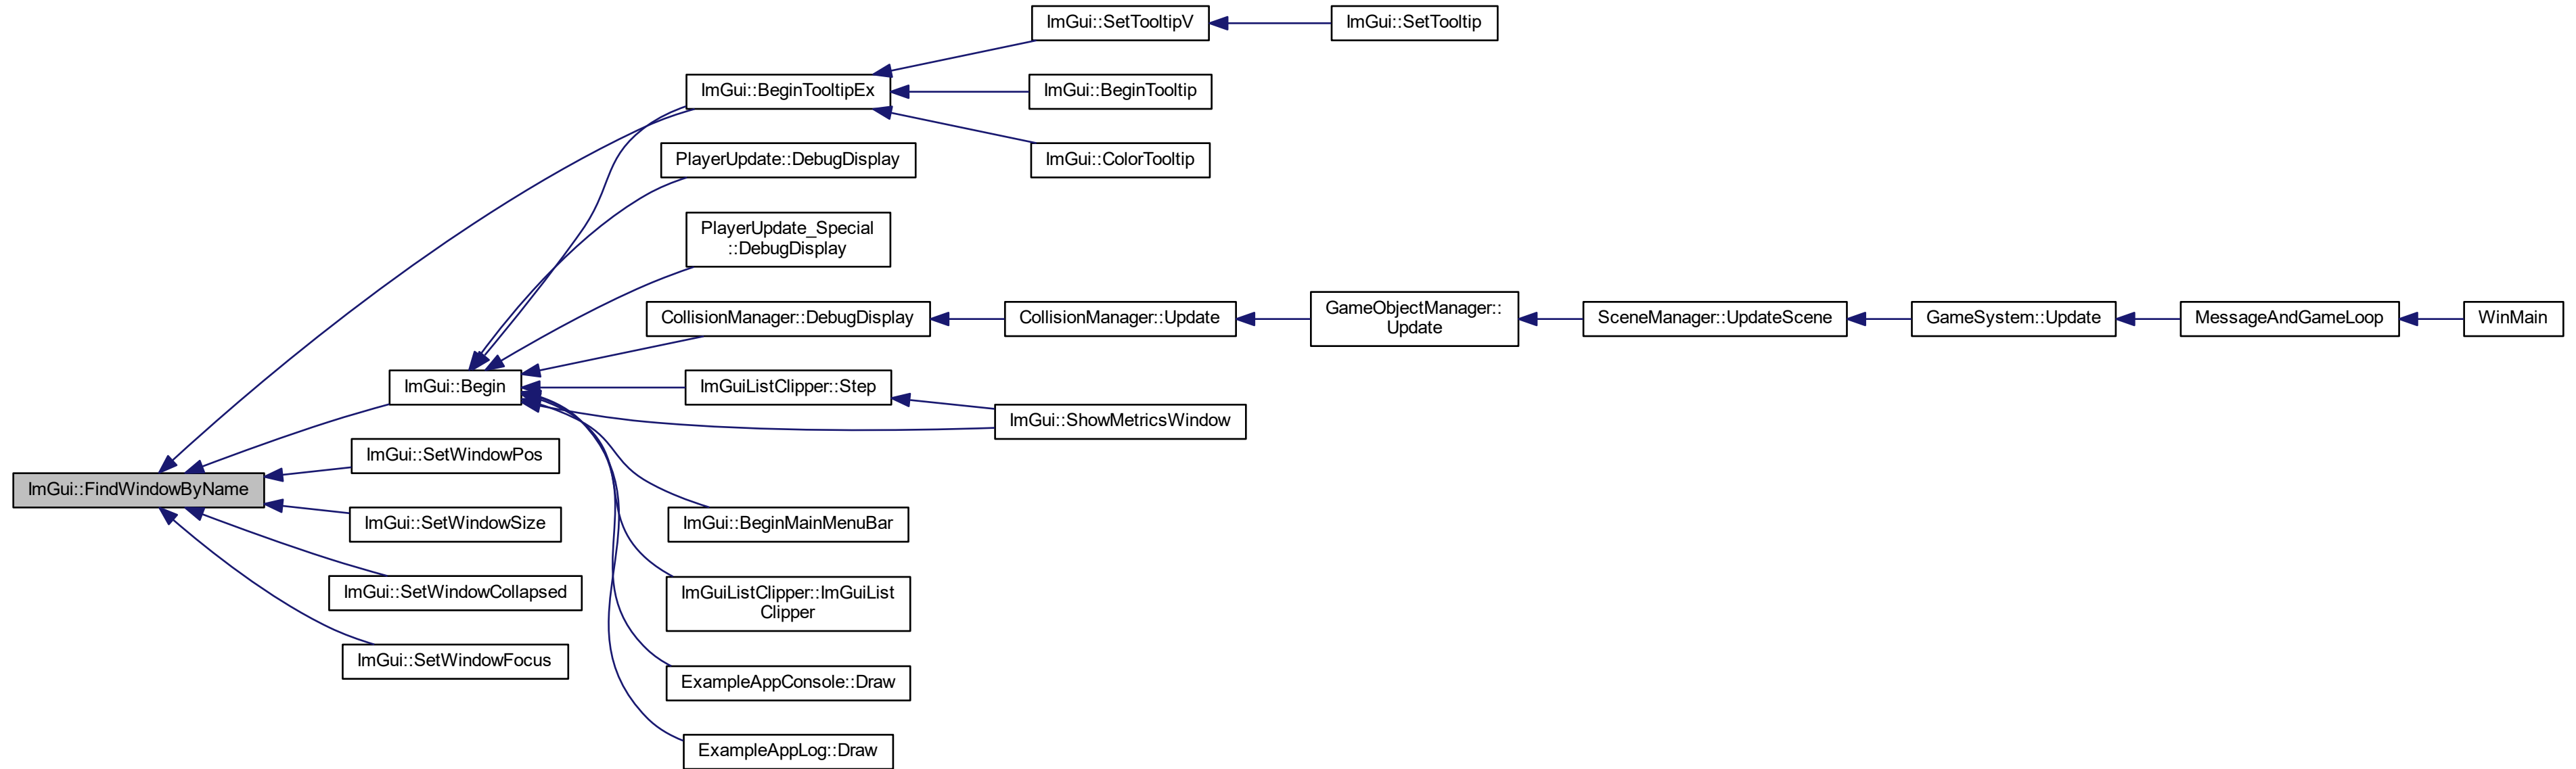 ImGui::SetTooltipV
ImGui::SetTooltip
ImGui::BeginTooltipEx
ImGui::BeginTooltip
PlayerUpdate::DebugDisplay
ImGui::ColorTooltip
PlayerUpdate_Special
::DebugDisplay
CollisionManager::DebugDisplay
CollisionManager::Update
GameObjectManager::
Update
SceneManager::UpdateScene
GameSystem::Update
MessageAndGameLoop
WinMain
ImGui::Begin
ImGuiListClipper::Step
ImGui::ShowMetricsWindow
ImGui::SetWindowPos
ImGui::FindWindowByName
ImGui::SetWindowSize
ImGui::BeginMainMenuBar
ImGui::SetWindowCollapsed
ImGuiListClipper::ImGuiList
Clipper
ImGui::SetWindowFocus
ExampleAppConsole::Draw
ExampleAppLog::Draw